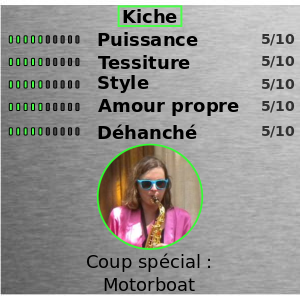 Kiche
Puissance 5/10
Tessiture 5/10
Style 5/10
Amour propre 5/10
Déhanché 5/10
Coup spécial :
Motorboat